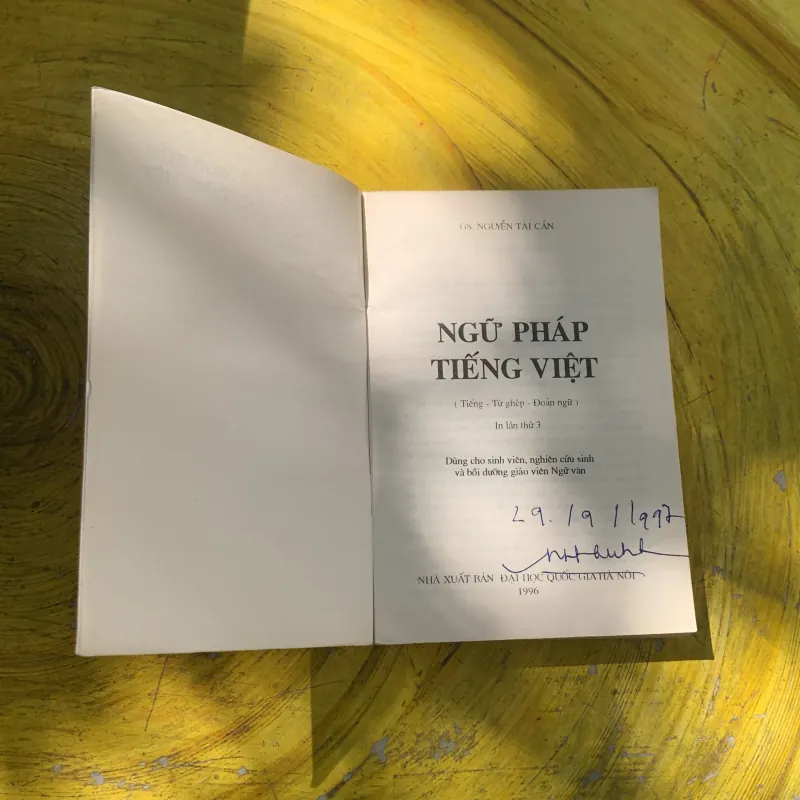 GS. NGUYỄN TÀI CẨN
NGỮ PHÁP
TIẾNG VIỆT
( Tiếng - Từ ghép - Đoản ngữ )
In lần thứ 3
Dùng cho sinh viên, nghiên cứu sinh
và bồi dưỡng giáo viên Ngữ văn
29. / 9 / 1997
NHÀ XUẤT BẢN ĐẠI HỌC QUỐC GIA HÀ NỘI
1996